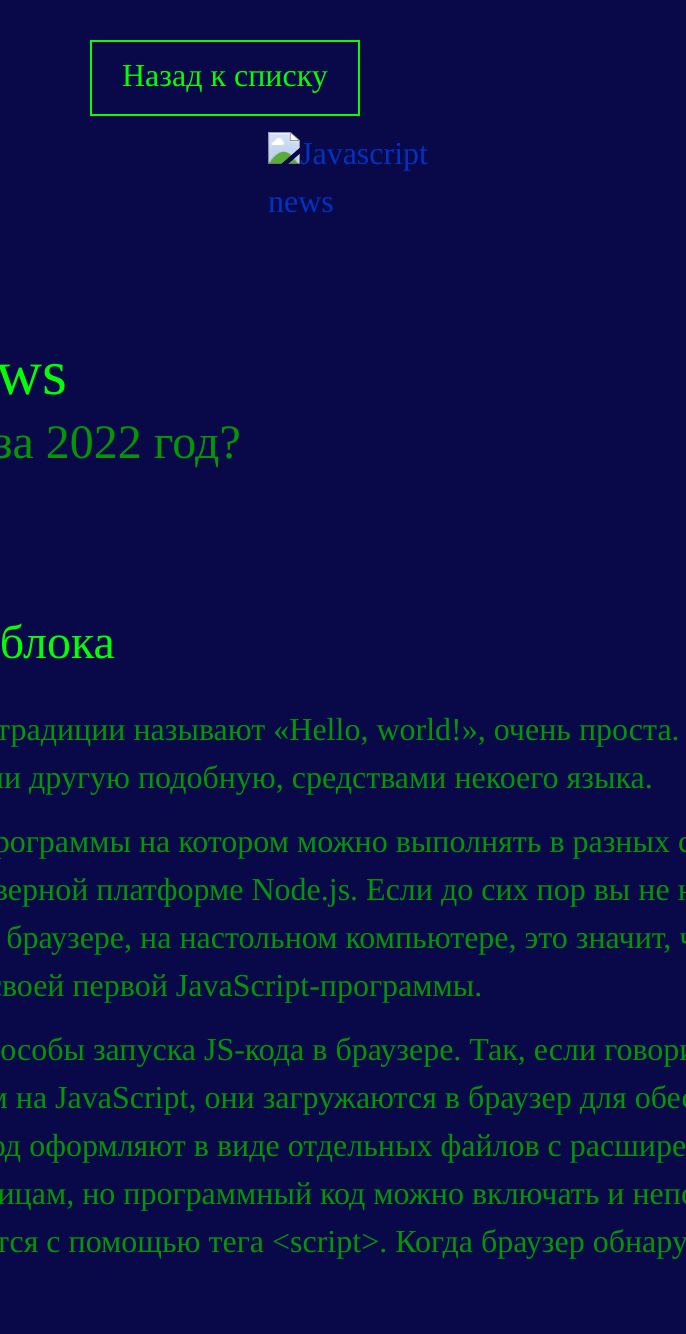 Назад к списку
Javascript
news
ws
за 2022 год?
блока
традиции называют «Hello, world!», очень проста.
ли другую подобную, средствами некоего языка.
рограммы на котором можно выполнять в разных с
верной платформе Node.js. Если до сих пор вы не н
браузере, на настольном компьютере, это значит, ч
своей первой JavaScript-программы.
особы запуска JS-кода в браузере. Так, если говори
м на JavaScript, они загружаются в браузер для обес
од оформляют в виде отдельных файлов с расшире
ицам, но программный код можно включать и непо
тся с помощью тега <script>. Когда браузер обнару